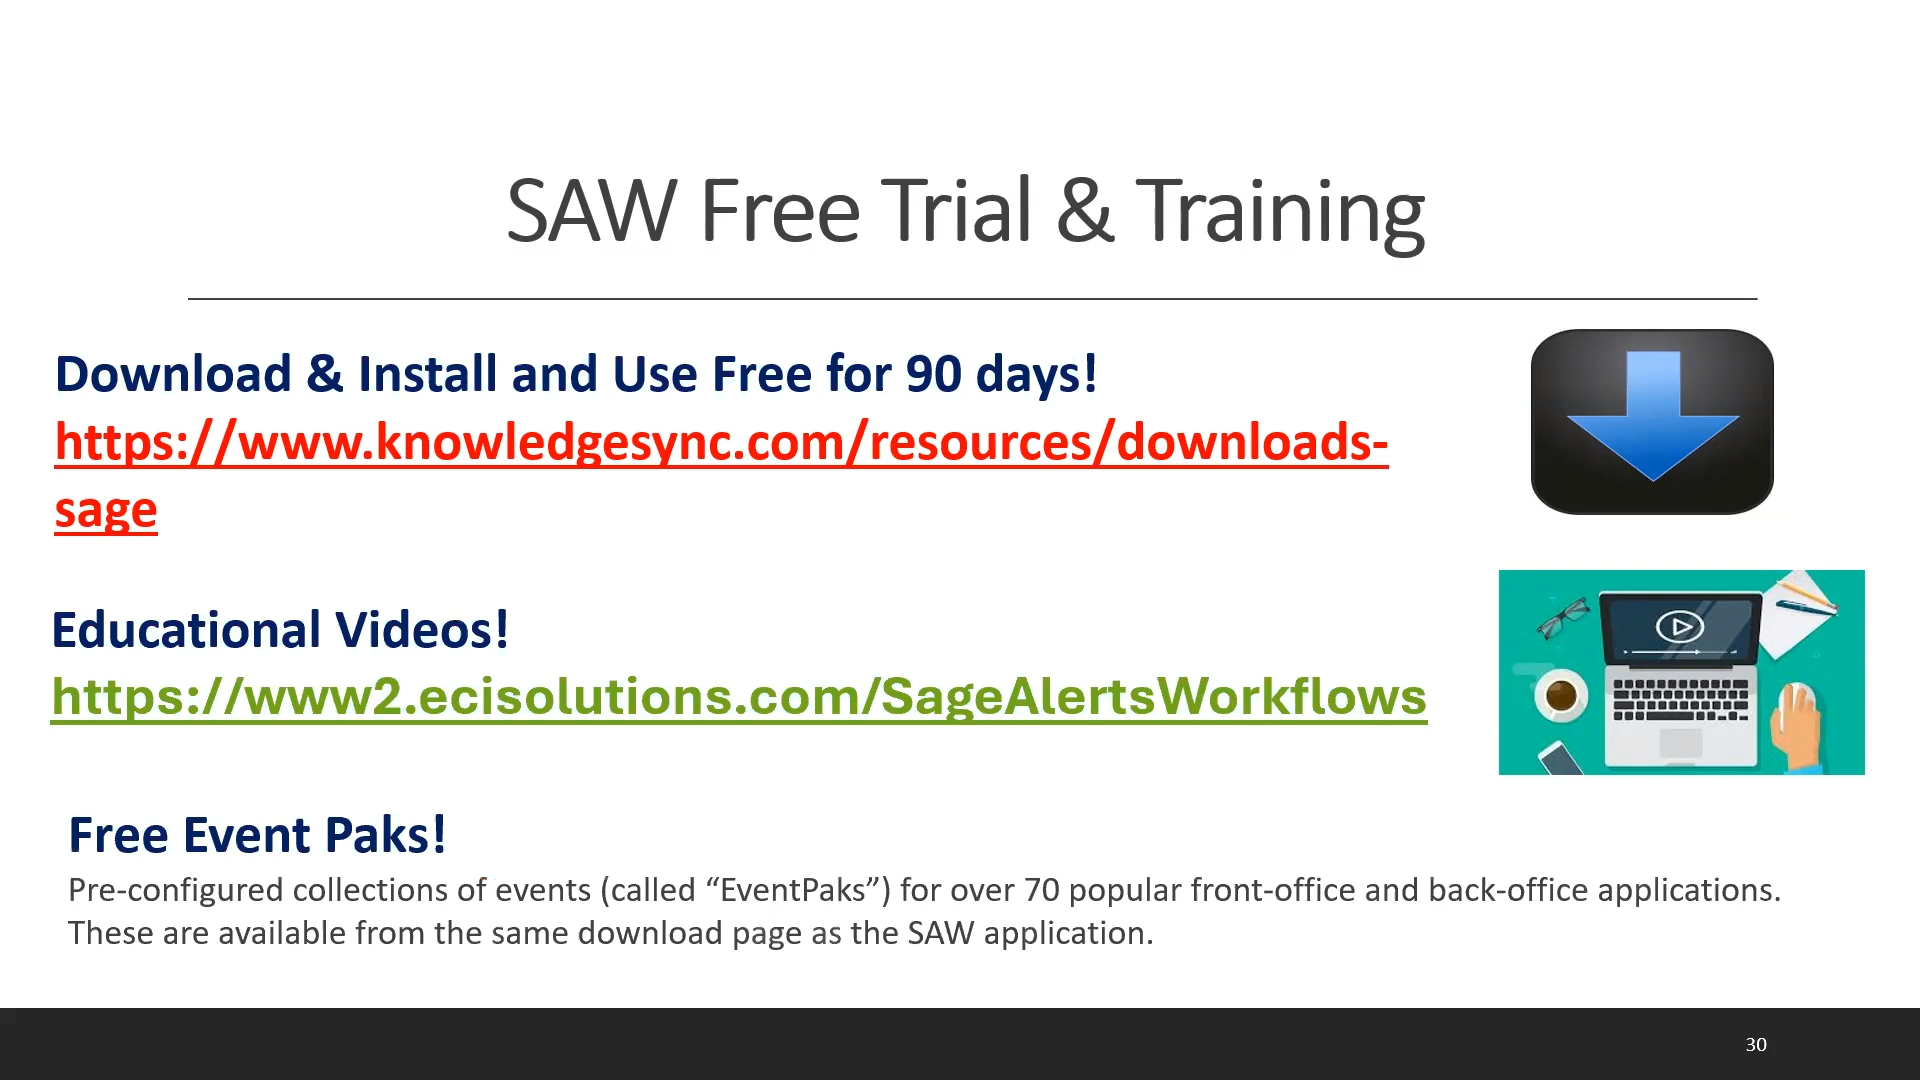 SAW Free Trial & Training
Download & Install and Use Free for 90 days!
https://www.knowledgesync.com/resources/downloads-
sage
Educational Videos!
https://www2.ecisolutions.com/SageAlertsWorkflows
Free Event Paks!
Pre-configured collections of events (called “EventPaks”) for over 70 popular front-office and back-office applications.
These are available from the same download page as the SAW application.
30